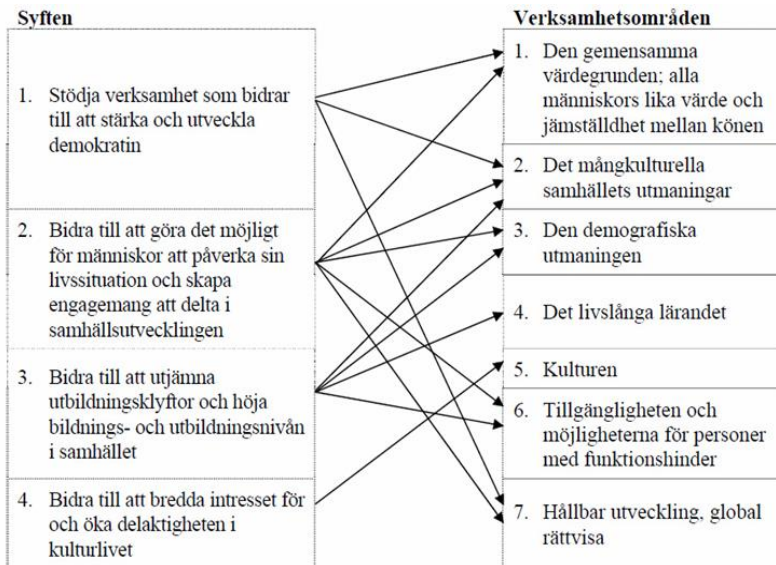 Syften
1. Stödja verksamhet som bidrar
till att stärka och utveckla
demokratin
2. Bidra till att göra det möjligt
för människor att påverka sin
livssituation och skapa
engagemang att delta i
samhällsutvecklingen
3. Bidra till att utjämna
utbildningsklyftor och höja
bildnings- och utbildningsnivån
i samhället
4. Bidra till att bredda intresset för
och öka delaktigheten i
kulturlivet
Verksamhetsområden
1. Den gemensamma
värdegrunden; alla
människors lika värde och
jämställdhet mellan könen
2. Det mångkulturella
samhällets utmaningar
3. Den demografiska
utmaningen
4. Det livslånga lärandet
5. Kulturen
6. Tillgängligheten och
möjligheterna för personer
med funktionshinder
7. Hållbar utveckling, global
rättvisa